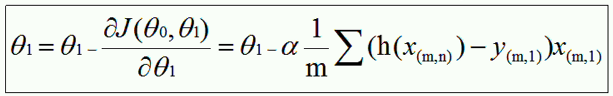 θ₁ = θ₁ - ∂J(θ₀, θ₁) / ∂θ₁ = θ₁ - α 1/m ∑ (h(x₍m,n₎) − y₍m,1₎)x₍m,1₎